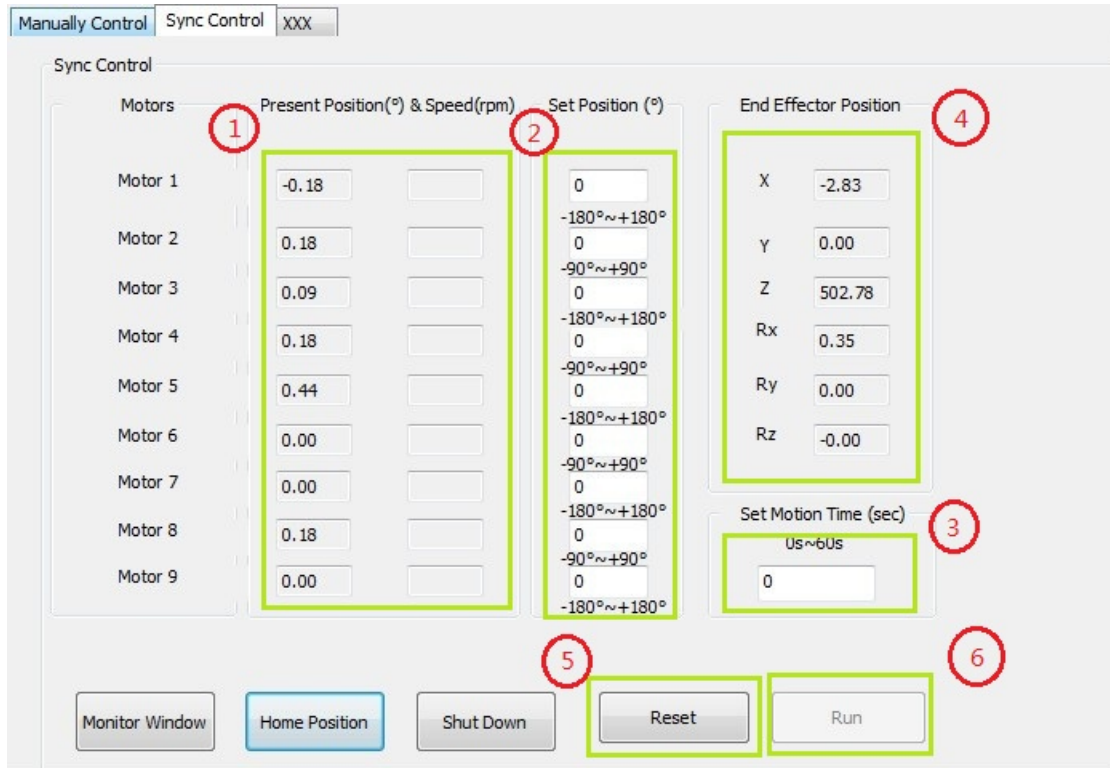 Manually Control Sync Control XXX
Sync Control
Motors Present Position(°) & Speed(rpm) Set Position (°) End Effector Position
1 2 4
Motor 1 -0.18 0 X -2.83
-180°~+180°
Motor 2 0.18 0 Y 0.00
-90°~+90°
Motor 3 0.09 0 Z 502.78
-180°~+180°
Motor 4 0.18 0 Rx 0.35
-90°~+90°
Motor 5 0.44 0 Ry 0.00
-180°~+180°
Motor 6 0.00 0 Rz -0.00
-90°~+90°
Motor 7 0.00 0
-180°~+180° Set Motion Time (sec) 3
Motor 8 0.18 0 0s~60s
-90°~+90°
Motor 9 0.00 0 0
-180°~+180°
5 6
Monitor Window Home Position Shut Down Reset Run